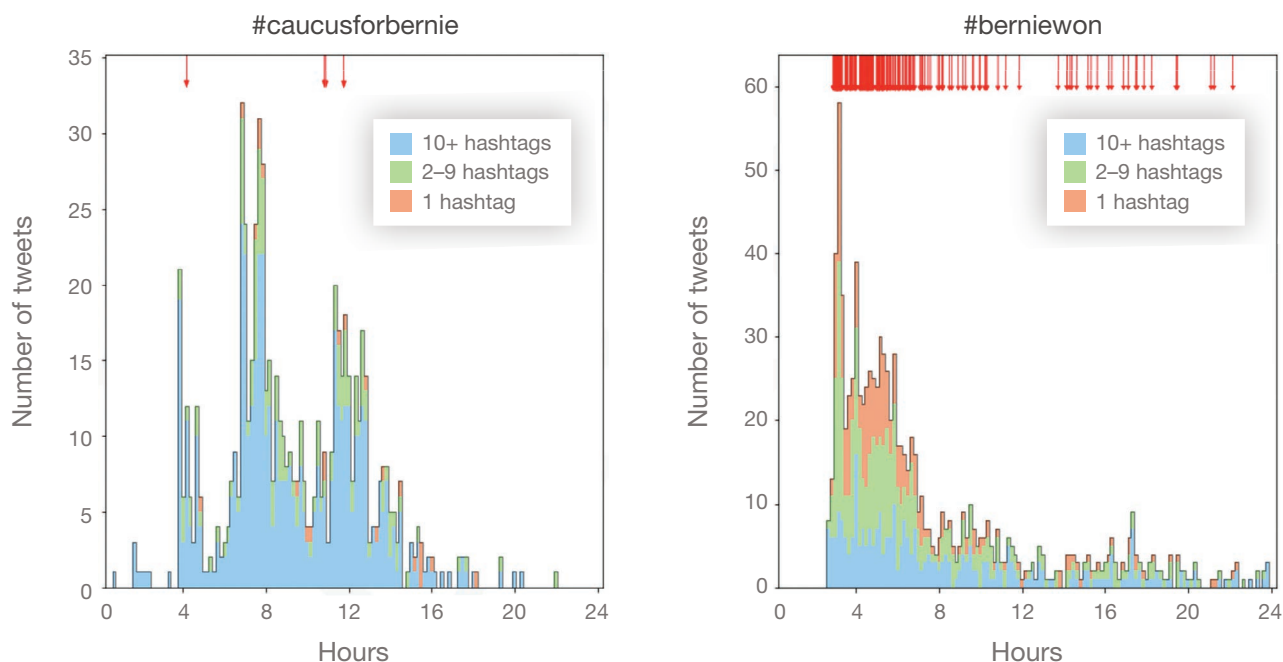 #caucusforbernie
35
30
25
20
15
10
5
0
Number of tweets
10+ hashtags
2–9 hashtags
1 hashtag
0 4 8 12 16 20 24
Hours
#berniewon
60
50
40
30
20
10
0
Number of tweets
10+ hashtags
2–9 hashtags
1 hashtag
0 4 8 12 16 20 24
Hours